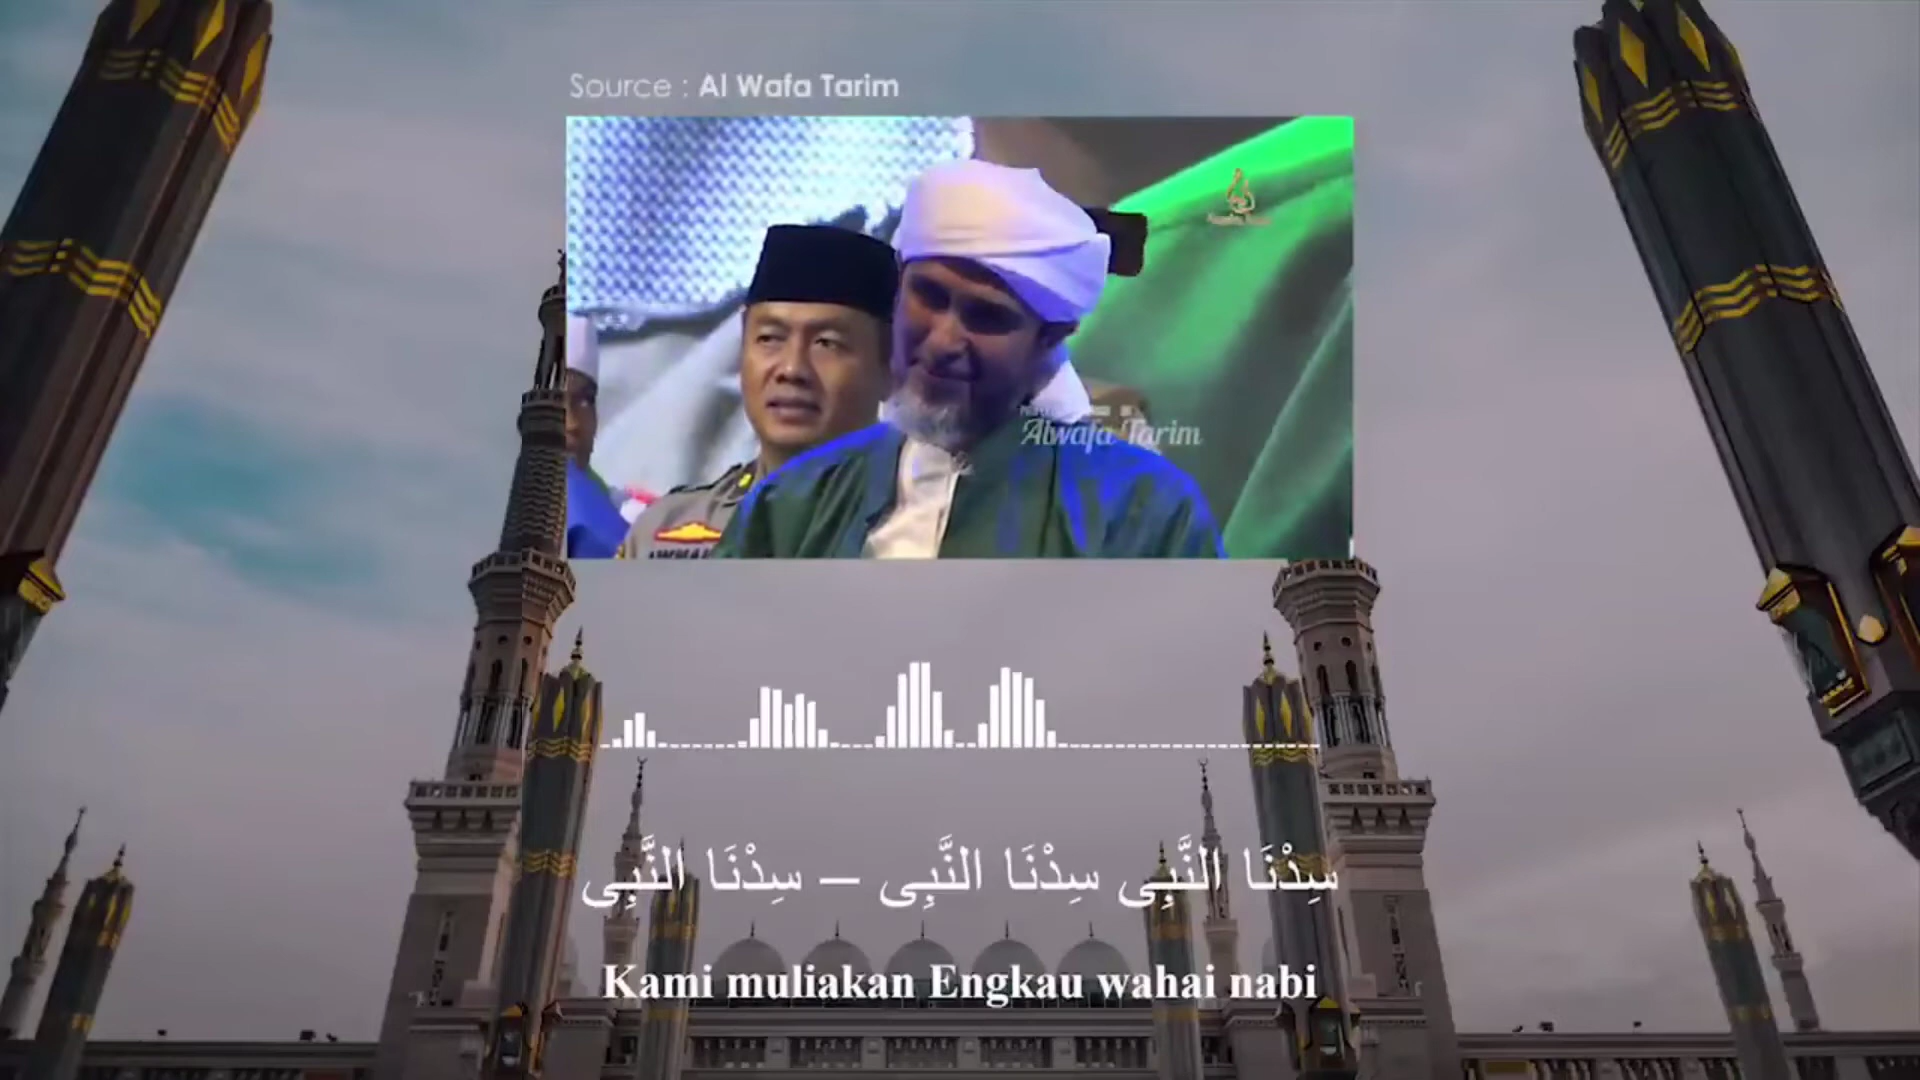 Source : Al Wafa Tarim
Alwafa Tarim
سِدْنَا النَّبِى سِدْنَا النَّبِى – سِدْنَا النَّبِى
Kami muliakan Engkau wahai nabi